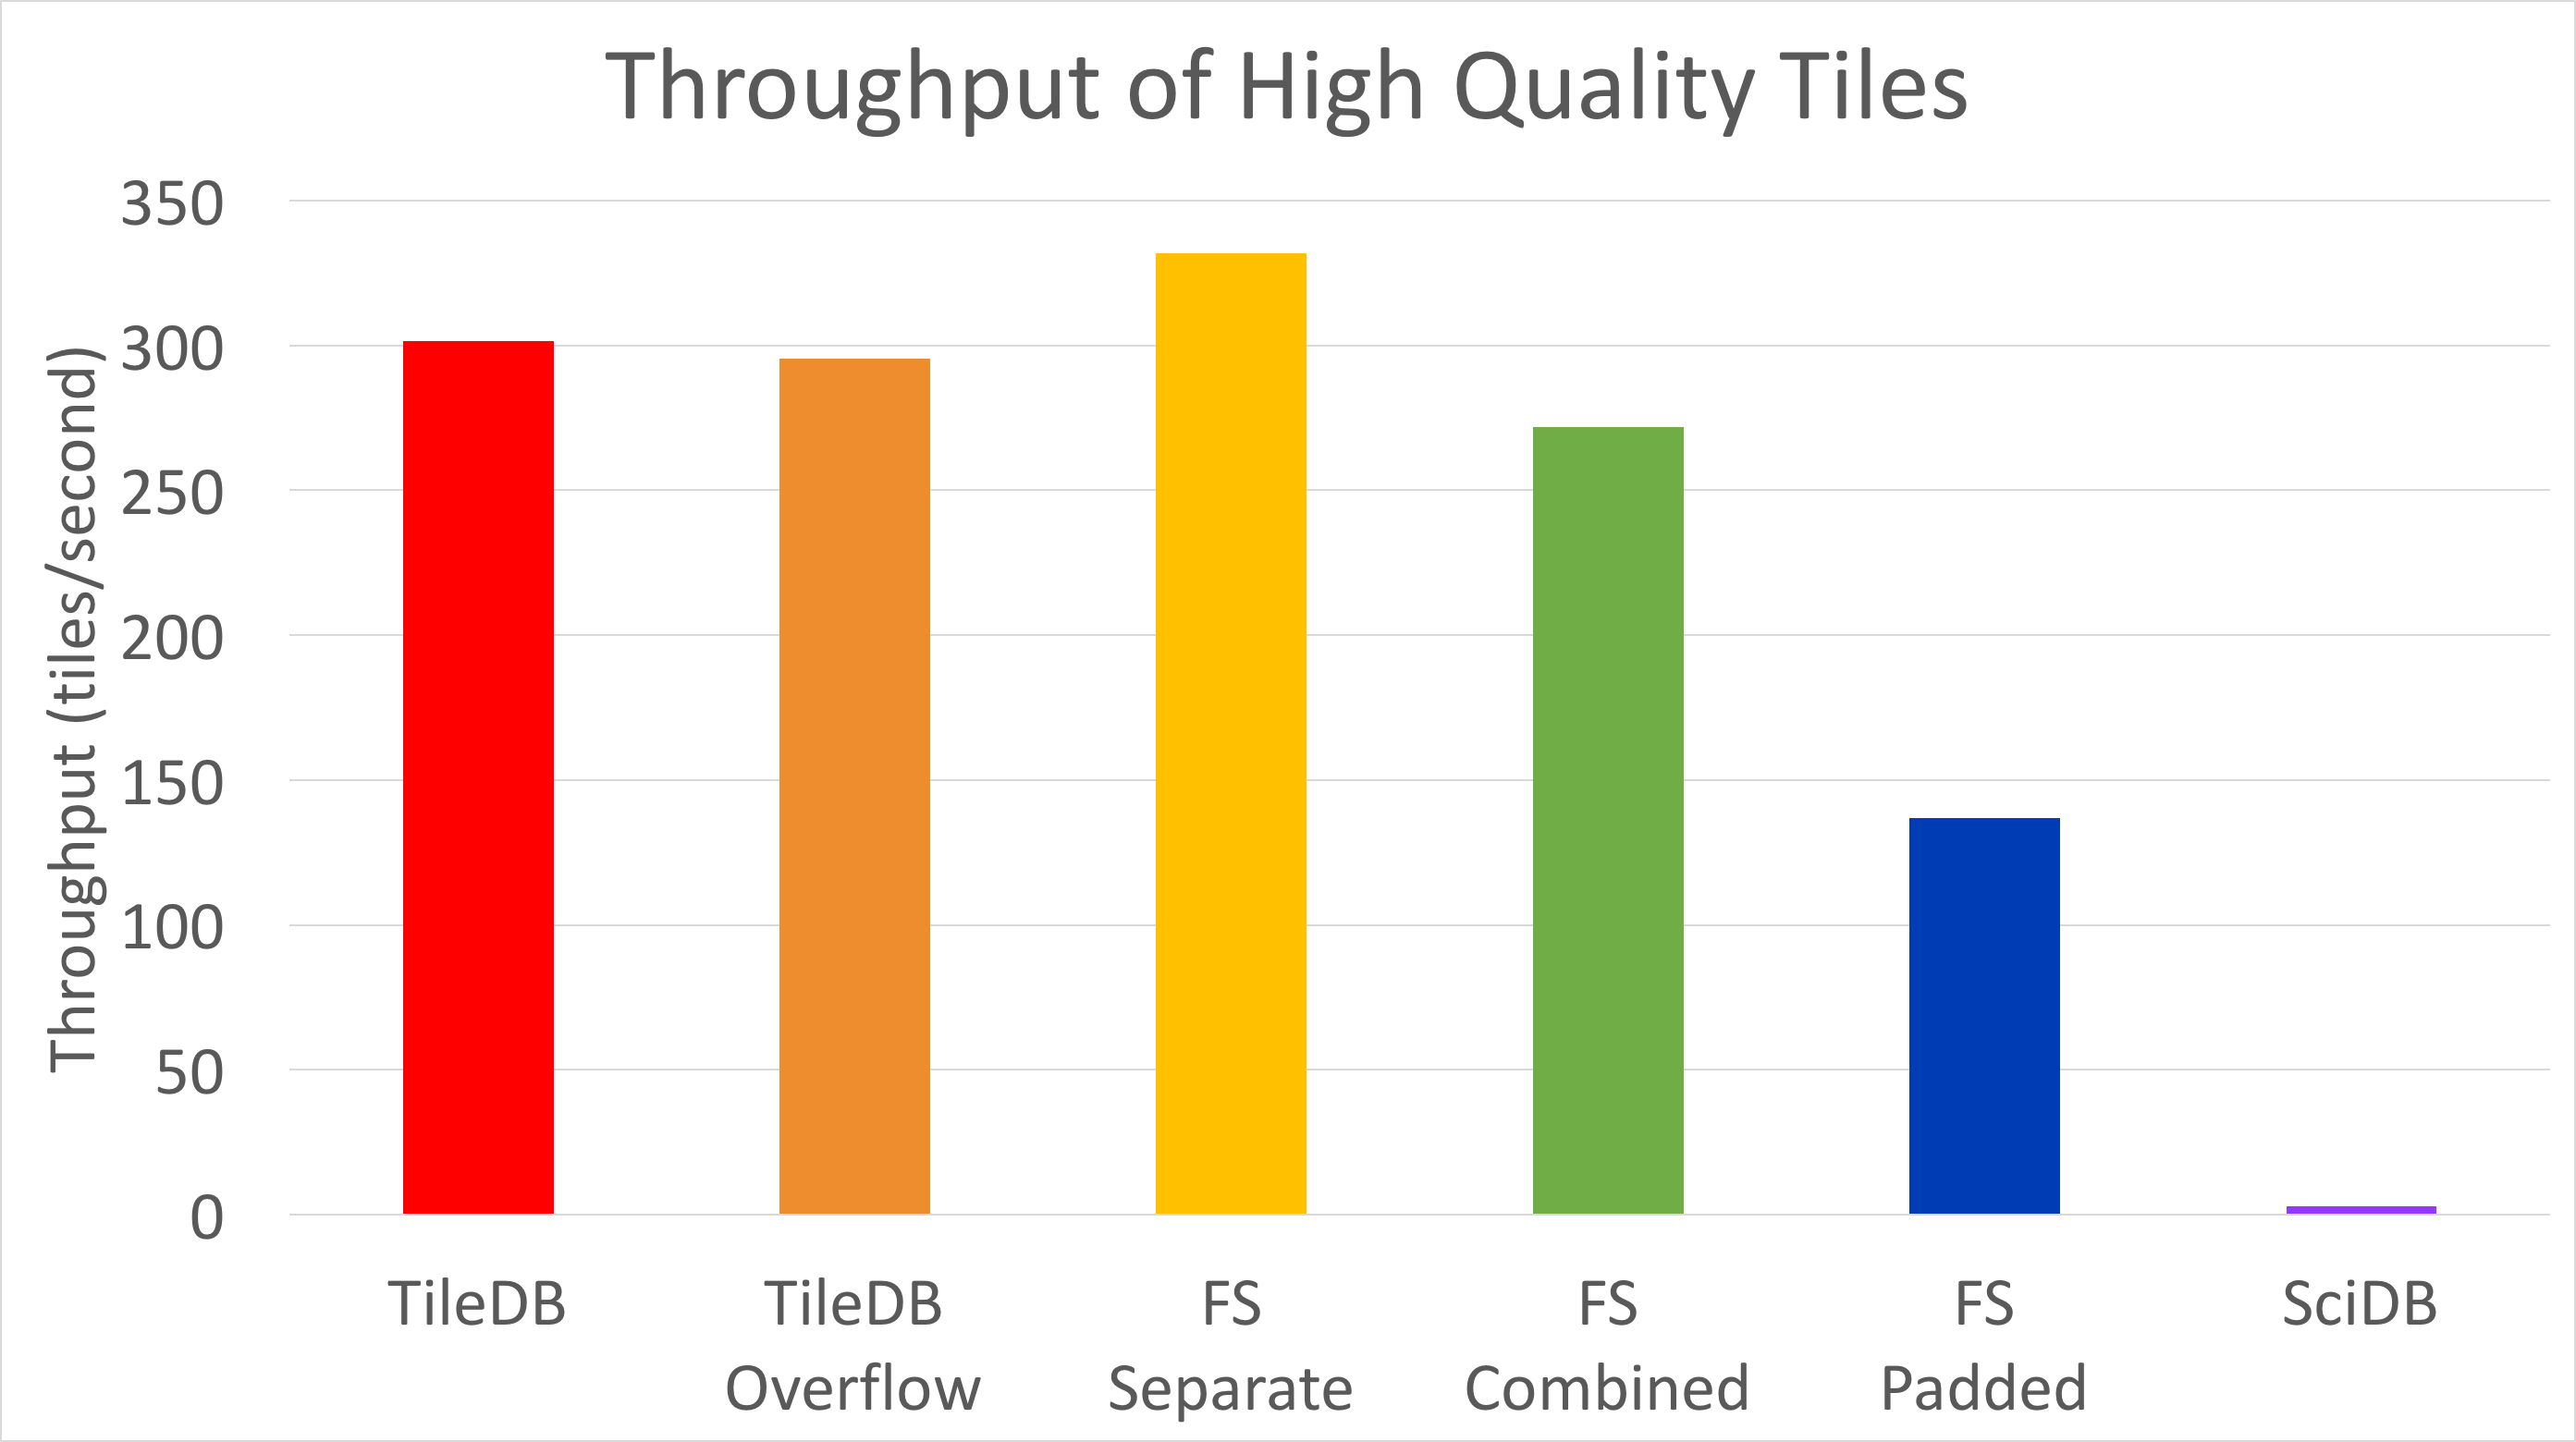 Throughput of High Quality Tiles
Throughput (tiles/second)
350
300
250
200
150
100
50
0
TileDB
TileDB
Overflow
FS
Separate
FS
Combined
FS
Padded
SciDB